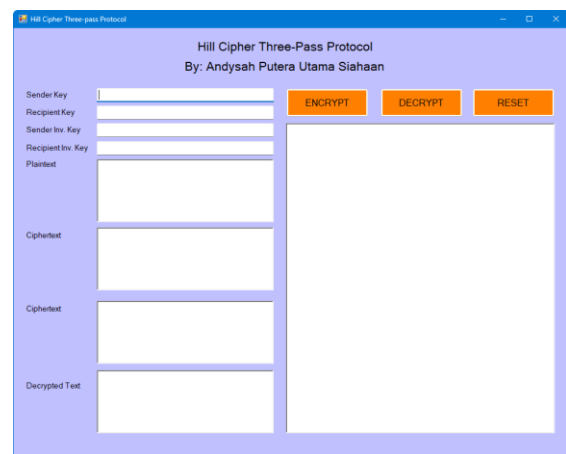 Hill Cipher Three-pass Protocol
Hill Cipher Three-Pass Protocol
By: Andysah Putera Utama Siahaan
Sender Key
Recipient Key
Sender Inv. Key
Recipient Inv. Key
Plaintext
Ciphertext
Ciphertext
Decrypted Text
ENCRYPT
DECRYPT
RESET